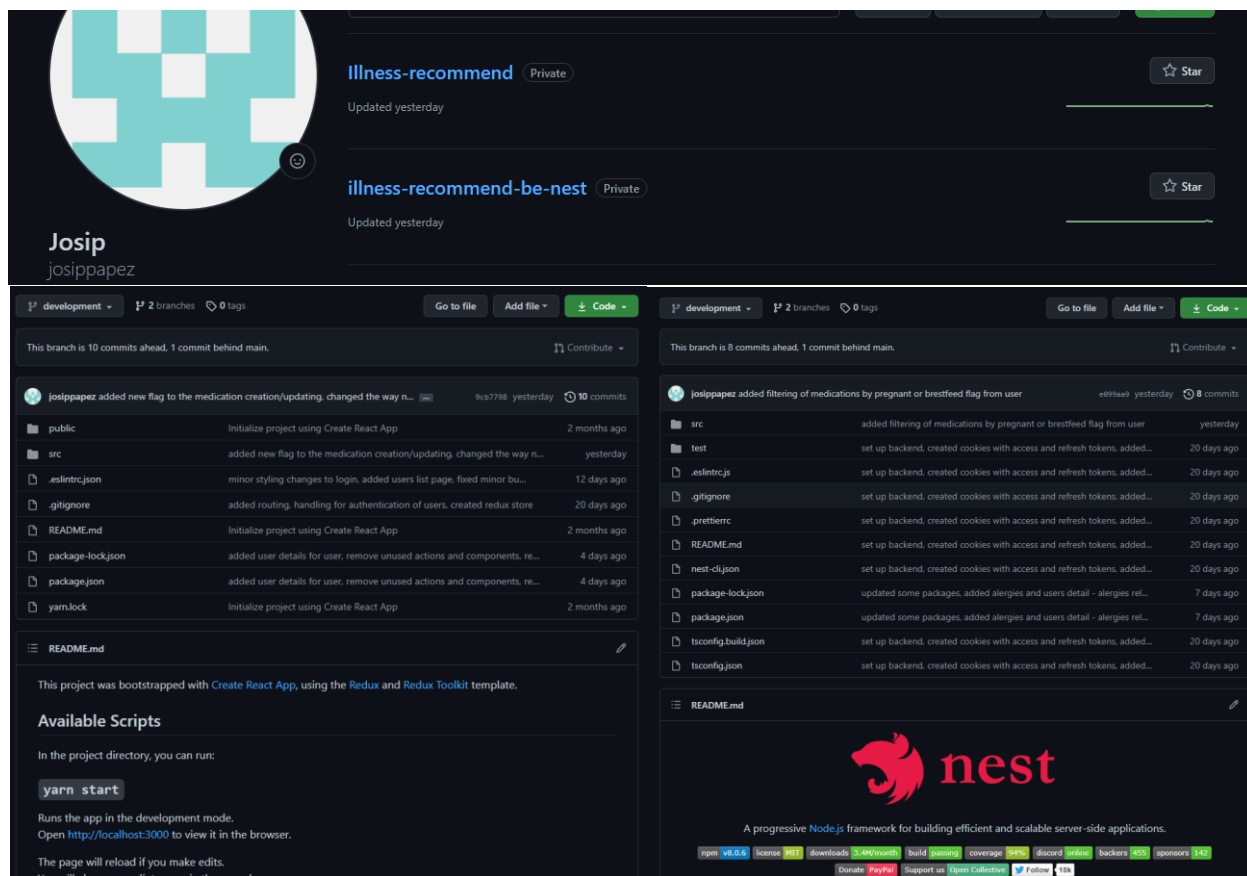 Illness-recommend Private
Star
Updated yesterday
illness-recommend-be-nest Private
Star
Updated yesterday
Josip
josippapez
development 2 branches 0 tags Go to file Add file Code
This branch is 10 commits ahead, 1 commit behind main. Contribute
josippapez added new flag to the medication creation/updating, changed the way n... 9cb7798 yesterday 10 commits
public Initialize project using Create React App 2 months ago
src added new flag to the medication creation/updating, changed the way n... yesterday
.eslintrc.json minor styling changes to login, added users list page, fixed minor bu... 12 days ago
.gitignore added routing, handling for authentication of users, created redux store 20 days ago
README.md Initialize project using Create React App 2 months ago
package-lock.json added user details for user, remove unused actions and components, re... 4 days ago
package.json added user details for user, remove unused actions and components, re... 4 days ago
yarn.lock Initialize project using Create React App 2 months ago
README.md
This project was bootstrapped with Create React App, using the Redux and Redux Toolkit template.
Available Scripts
In the project directory, you can run:
yarn start
Runs the app in the development mode.
Open http://localhost:3000 to view it in the browser.
The page will reload if you make edits.
development 2 branches 0 tags Go to file Add file Code
This branch is 8 commits ahead, 1 commit behind main. Contribute
josippapez added filtering of medications by pregnant or brestfeed flag from user e099aa9 yesterday 8 commits
src added filtering of medications by pregnant or brestfeed flag from user yesterday
test set up backend, created cookies with access and refresh tokens, added... 20 days ago
.eslintrc.js set up backend, created cookies with access and refresh tokens, added... 20 days ago
.gitignore set up backend, created cookies with access and refresh tokens, added... 20 days ago
.prettierrc set up backend, created cookies with access and refresh tokens, added... 20 days ago
README.md set up backend, created cookies with access and refresh tokens, added... 20 days ago
nest-cli.json set up backend, created cookies with access and refresh tokens, added... 20 days ago
package-lock.json updated some packages, added alergies and users detail - alergies rel... 7 days ago
package.json updated some packages, added alergies and users detail - alergies rel... 7 days ago
tsconfig.build.json set up backend, created cookies with access and refresh tokens, added... 20 days ago
tsconfig.json set up backend, created cookies with access and refresh tokens, added... 20 days ago
README.md
nest
A progressive Node.js framework for building efficient and scalable server-side applications.
npm v8.0.6 license MIT downloads 3.4M/month build passing coverage 94% discord online backers 455 sponsors 142
Donate PayPal Support us Open Collective Follow 18k